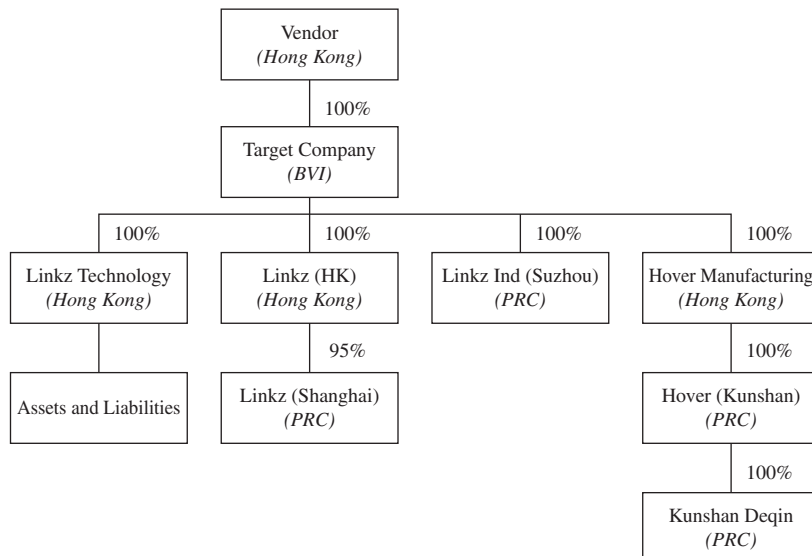 Vendor
(Hong Kong)
100%
Target Company
(BVI)
100%
100%
100%
100%
Linkz Technology
(Hong Kong)
Linkz (HK)
(Hong Kong)
Linkz Ind (Suzhou)
(PRC)
Hover Manufacturing
(Hong Kong)
95%
100%
Assets and Liabilities
Linkz (Shanghai)
(PRC)
Hover (Kunshan)
(PRC)
100%
Kunshan Deqin
(PRC)